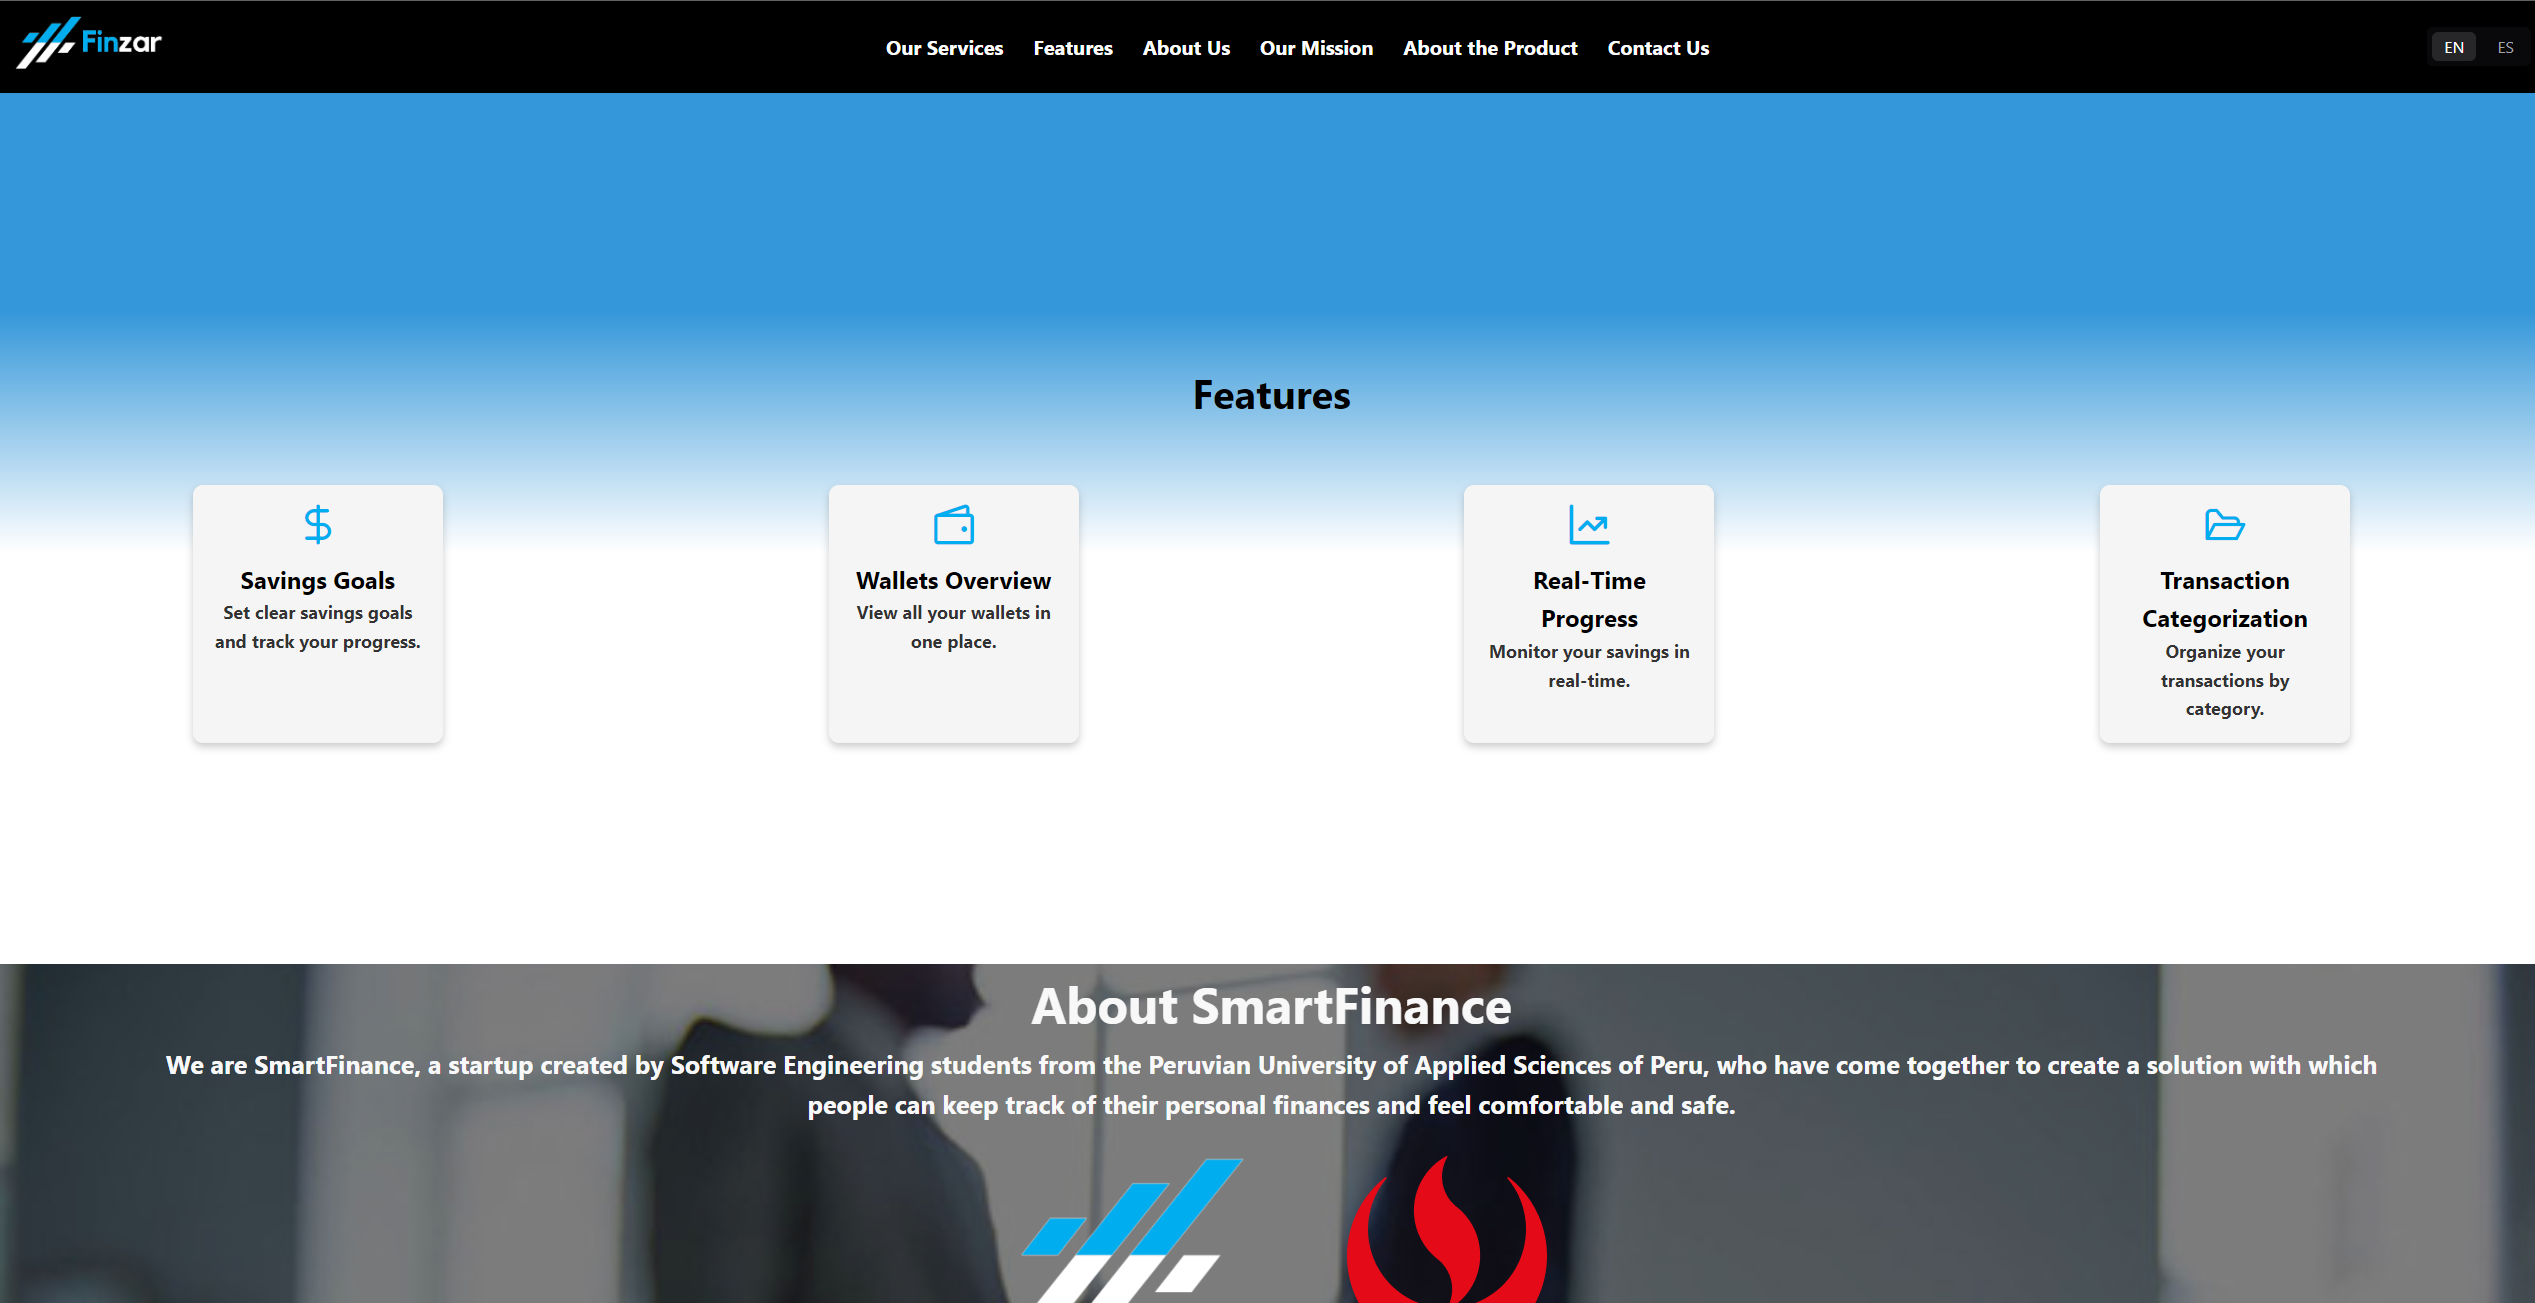 Finzar
Our Services
Features
About Us
Our Mission
About the Product
Contact Us
EN
ES
Features
Savings Goals
Set clear savings goals
and track your progress.
Wallets Overview
View all your wallets in
one place.
Real-Time
Progress
Monitor your savings in
real-time.
Transaction
Categorization
Organize your
transactions by
category.
About SmartFinance
We are SmartFinance, a startup created by Software Engineering students from the Peruvian University of Applied Sciences of Peru, who have come together to create a solution with which
people can keep track of their personal finances and feel comfortable and safe.